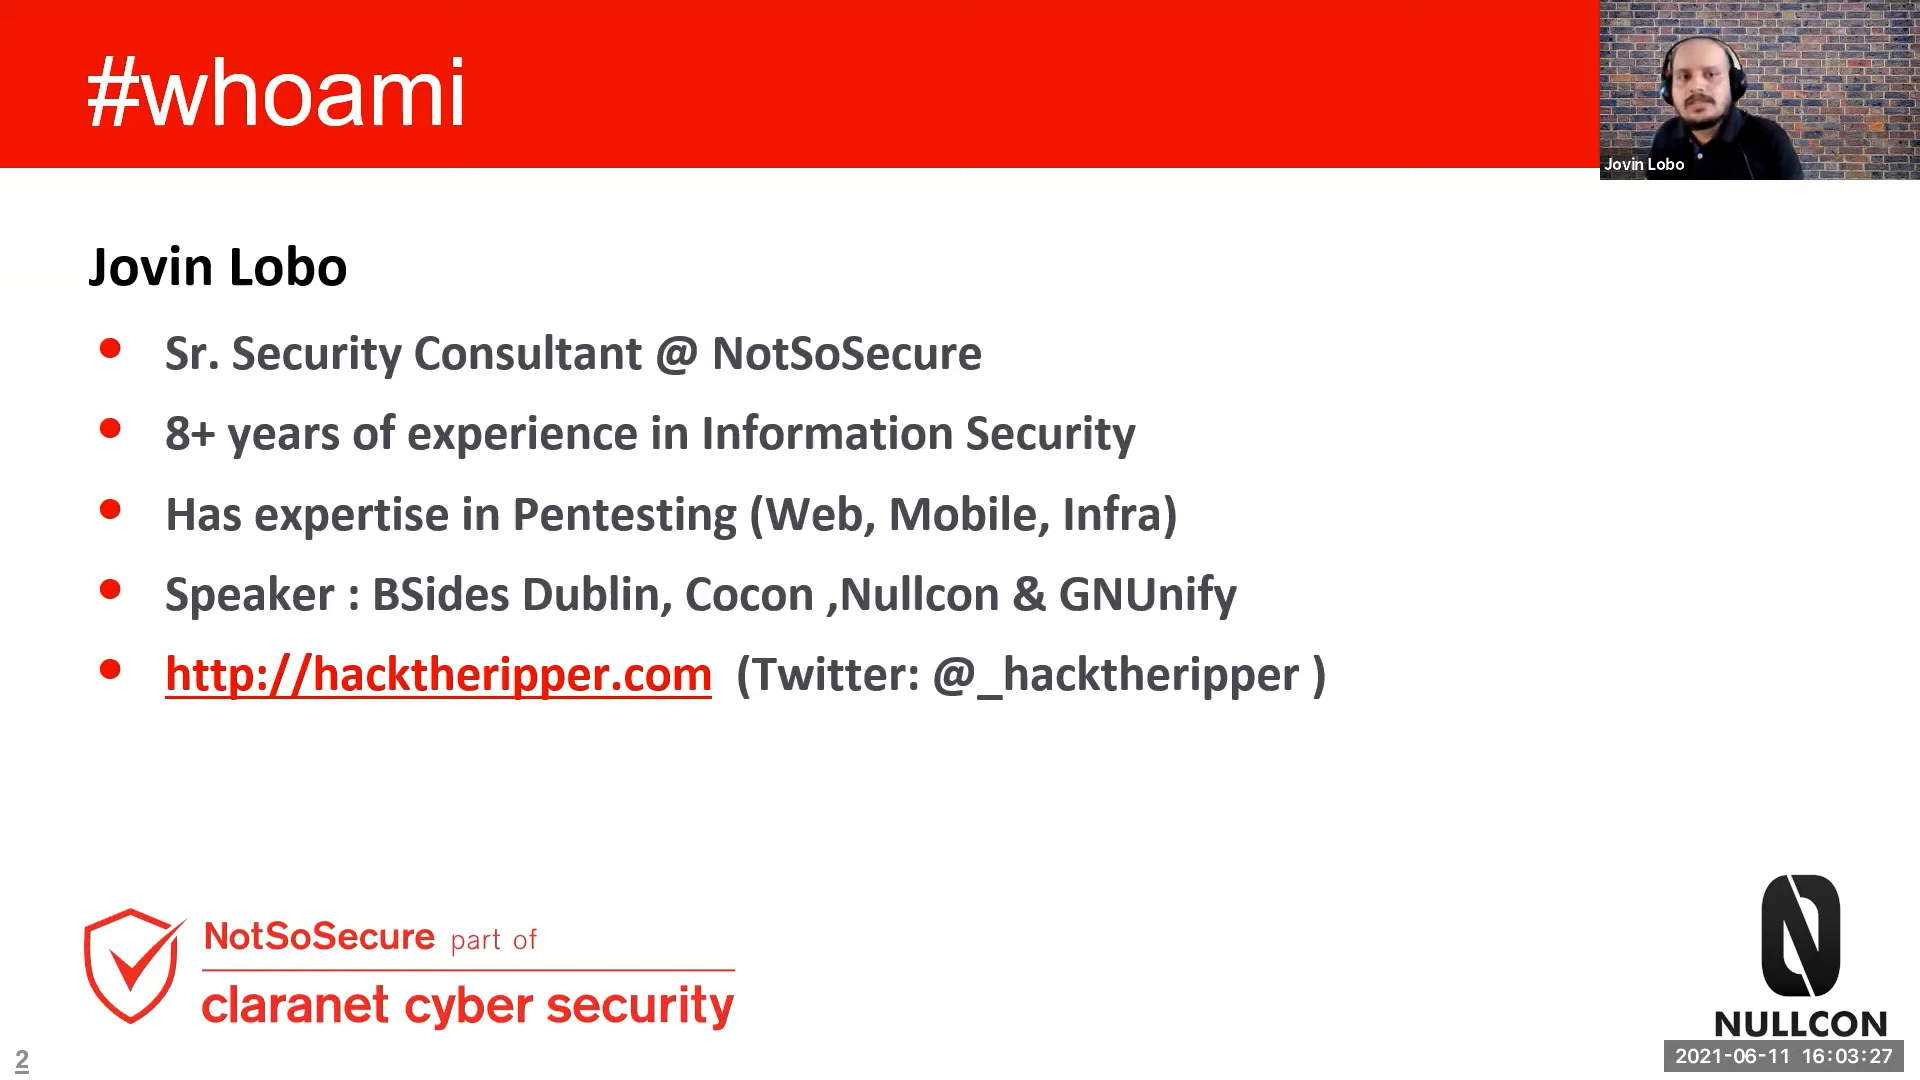 #whoami
Jovin Lobo
Jovin Lobo
Sr. Security Consultant @ NotSoSecure
8+ years of experience in Information Security
Has expertise in Pentesting (Web, Mobile, Infra)
Speaker : BSides Dublin, Cocon ,Nullcon & GNUnify
http://hacktheripper.com (Twitter: @_hacktheripper )
NotSoSecure part of
claranet cyber security
NULLCON
2
2021-06-11 16:03:27